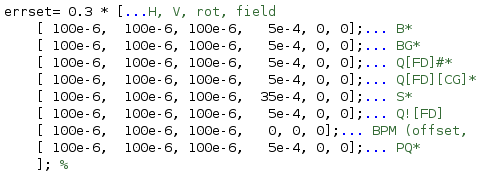 errset= 0.3 * [...H, V, rot, field
[ 100e-6, 100e-6, 100e-6, 5e-4, 0, 0];... B*
[ 100e-6, 100e-6, 100e-6, 5e-4, 0, 0];... BG*
[ 100e-6, 100e-6, 100e-6, 5e-4, 0, 0];... Q[FD]#*
[ 100e-6, 100e-6, 100e-6, 5e-4, 0, 0];... Q[FD][CG]*
[ 100e-6, 100e-6, 100e-6, 35e-4, 0, 0];... S*
[ 100e-6, 100e-6, 100e-6, 5e-4, 0, 0];... Q![FD]
[ 100e-6, 100e-6, 100e-6, 0, 0, 0];... BPM (offset,
[ 100e-6, 100e-6, 100e-6, 5e-4, 0, 0];... PQ*
]; %